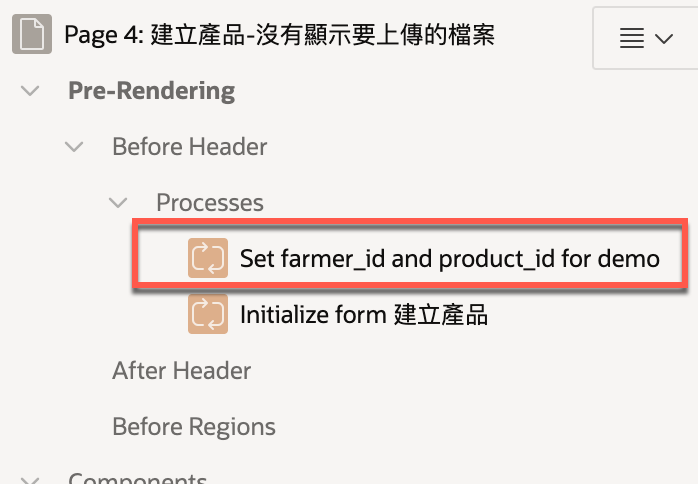 Page 4: 建立產品-沒有顯示要上傳的檔案
Pre-Rendering
Before Header
Processes
Set farmer_id and product_id for demo
Initialize form 建立產品
After Header
Before Regions
Components